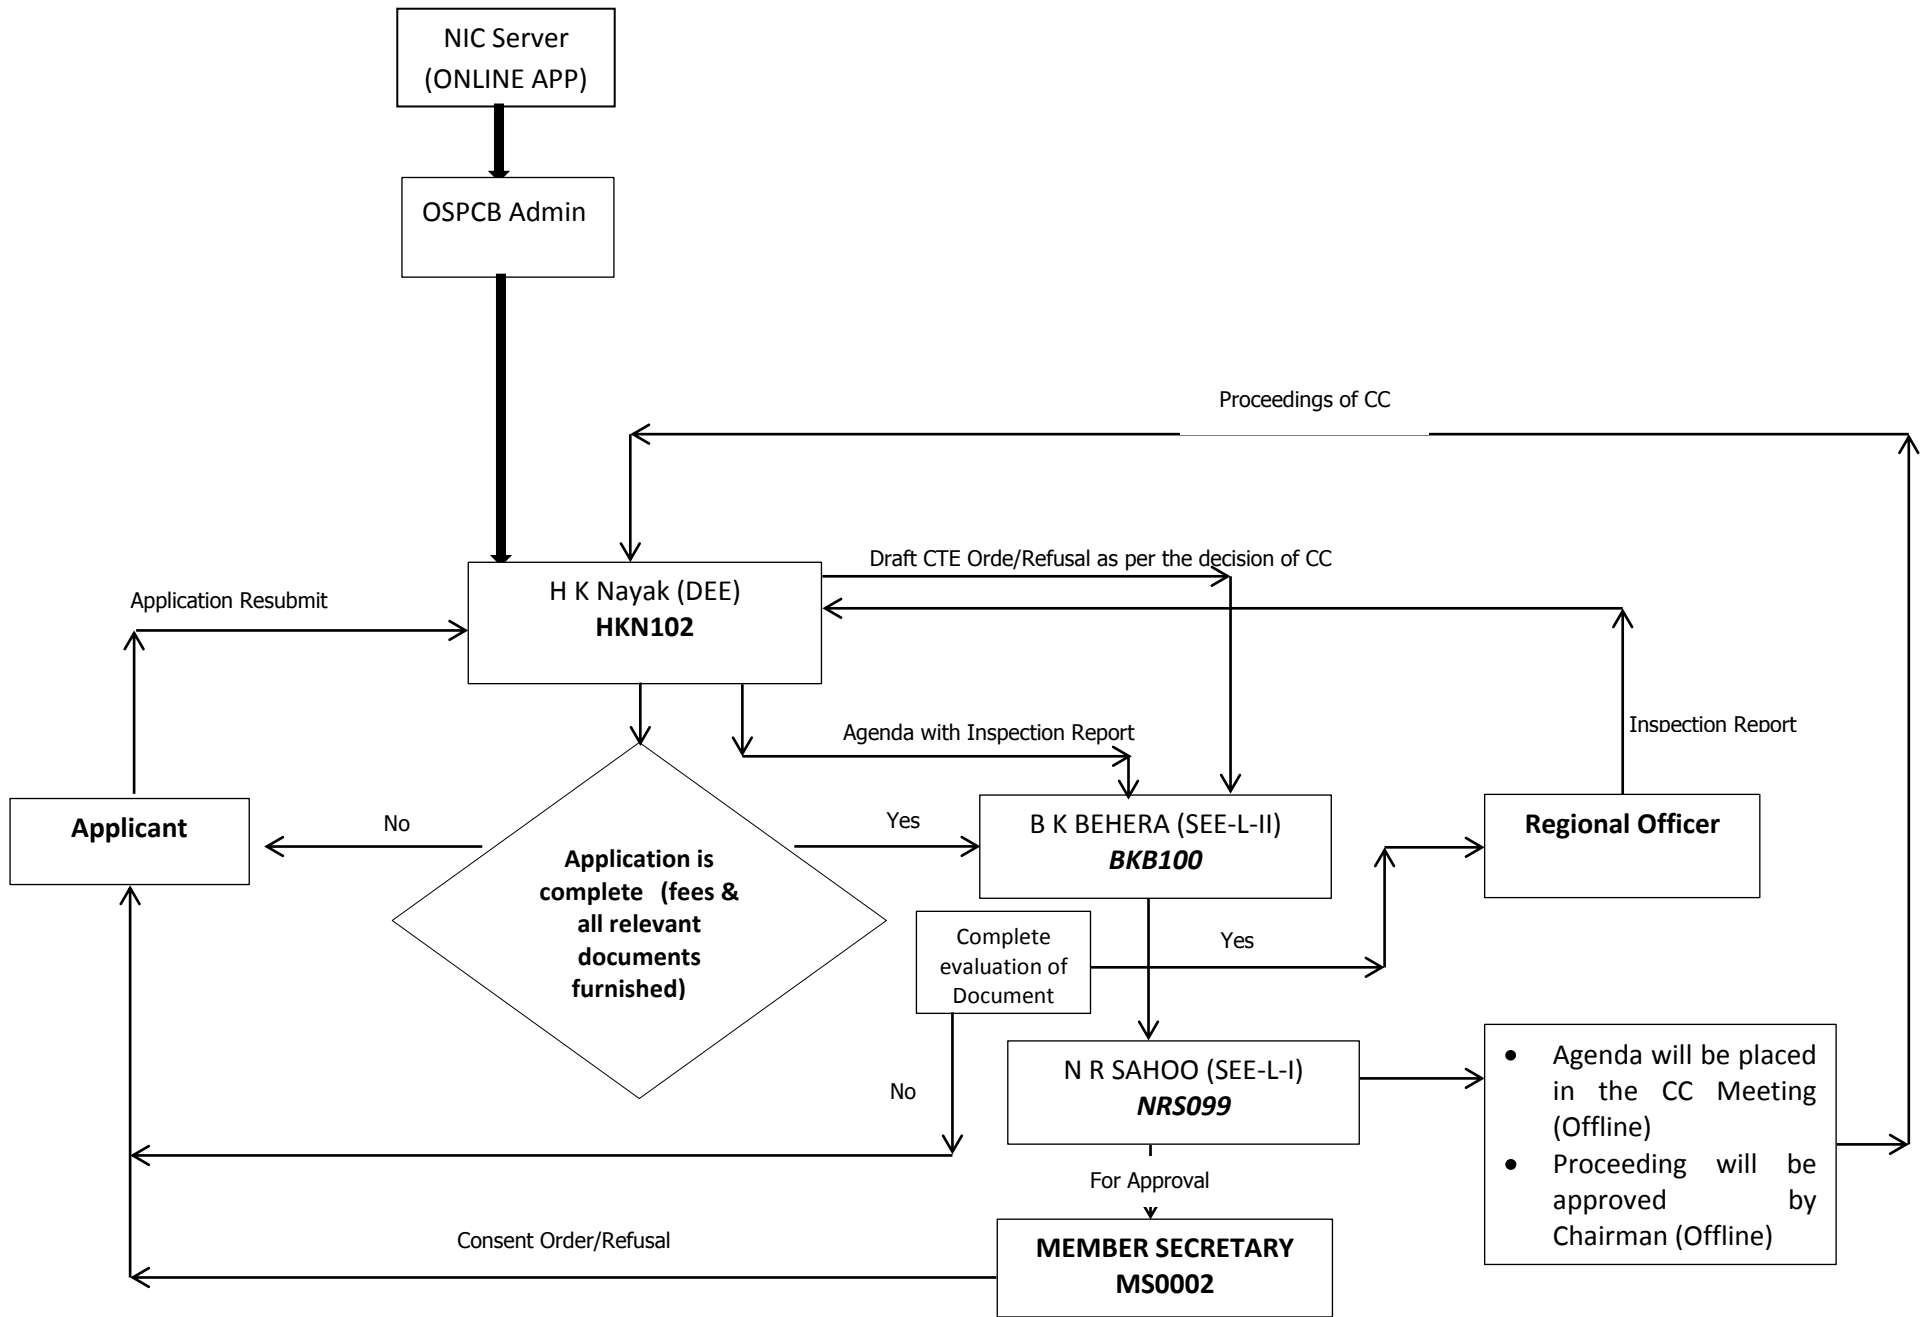 NIC Server
(ONLINE APP)
OSPCB Admin
Proceedings of CC
Draft CTE Orde/Refusal as per the decision of CC
H K Nayak (DEE)
HKN102
Application Resubmit
Agenda with Inspection Report
Inspection Report
Applicant
No
Yes
B K BEHERA (SEE-L-II)
BKB100
Regional Officer
Application is
complete (fees &
all relevant
documents
furnished)
Complete
evaluation of
Document
Yes
No
N R SAHOO (SEE-L-I)
NRS099
• Agenda will be placed
in the CC Meeting
(Offline)
• Proceeding will be
approved by
Chairman (Offline)
For Approval
Consent Order/Refusal
MEMBER SECRETARY
MS0002